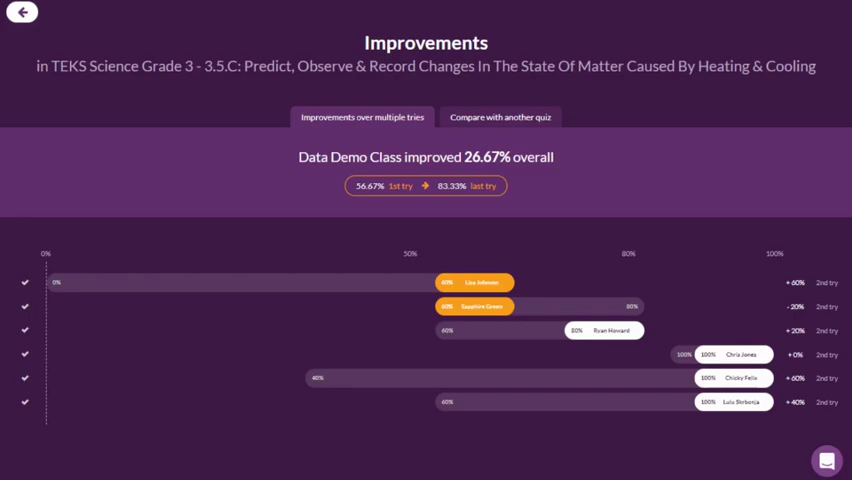 Improvements
in TEKS Science Grade 3 - 3.5.C: Predict, Observe & Record Changes In The State Of Matter Caused By Heating & Cooling
Improvements over multiple tries
Compare with another quiz
Data Demo Class improved 26.67% overall
56.67% 1st try → 83.33% last try
0% 50% 80% 100%
0% 60% Lisa Johnson +60% 2nd try
60% Sapphire Green 80% -20% 2nd try
60% 80% Ryan Howard +20% 2nd try
100% 100% Chris Jones +0% 2nd try
40% 100% Chicky Felix +60% 2nd try
60% 100% Lulu Skrbonja +40% 2nd try